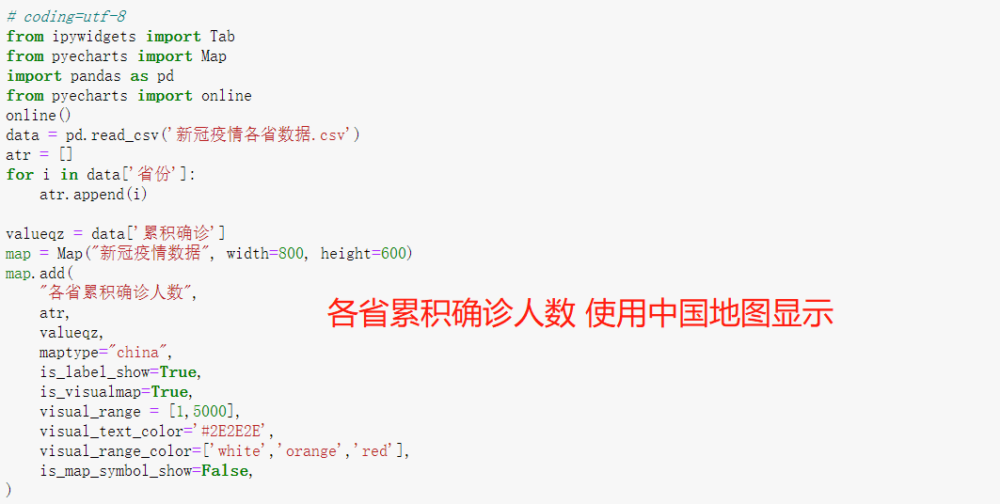 # coding=utf-8
from ipywidgets import Tab
from pyecharts import Map
import pandas as pd
from pyecharts import online
online()
data = pd.read_csv('新冠疫情各省数据.csv')
atr = []
for i in data['省份']:
    atr.append(i)

valueqz = data['累积确诊']
map = Map("新冠疫情数据", width=800, height=600)
map.add(
    "各省累积确诊人数",
    atr,
    valueqz,
    maptype="china",
    is_label_show=True,
    is_visualmap=True,
    visual_range = [1,5000],
    visual_text_color='#2E2E2E',
    visual_range_color=['white','orange','red'],
    is_map_symbol_show=False,
)
各省累积确诊人数 使用中国地图显示